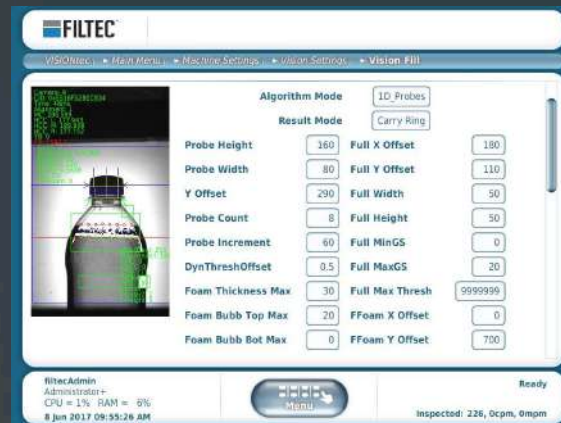 FILTEC
VISIONtec Main Menu Machine Settings Vision Settings Vision Fill
Algorithm Mode 1D_Probes
Result Mode Carry Ring
Probe Height 160 Full X Offset 180
Probe Width 80 Full Y Offset 110
Y Offset 290 Full Width 50
Probe Count 8 Full Height 50
Probe Increment 60 Full MinGS 0
DynThreshOffset 0.5 Full MaxGS 20
Foam Thickness Max 30 Full Max Thresh 9999999
Foam Bubb Top Max 20 FFoam X Offset 0
Foam Bubb Bot Max 0 FFoam Y Offset 700
filtecAdmin
Administrator+
CPU = 1% RAM = 6%
8 Jun 2017 09:55:26 AM
Menu
Ready
Inspected: 226, 0cpm, 0mpm